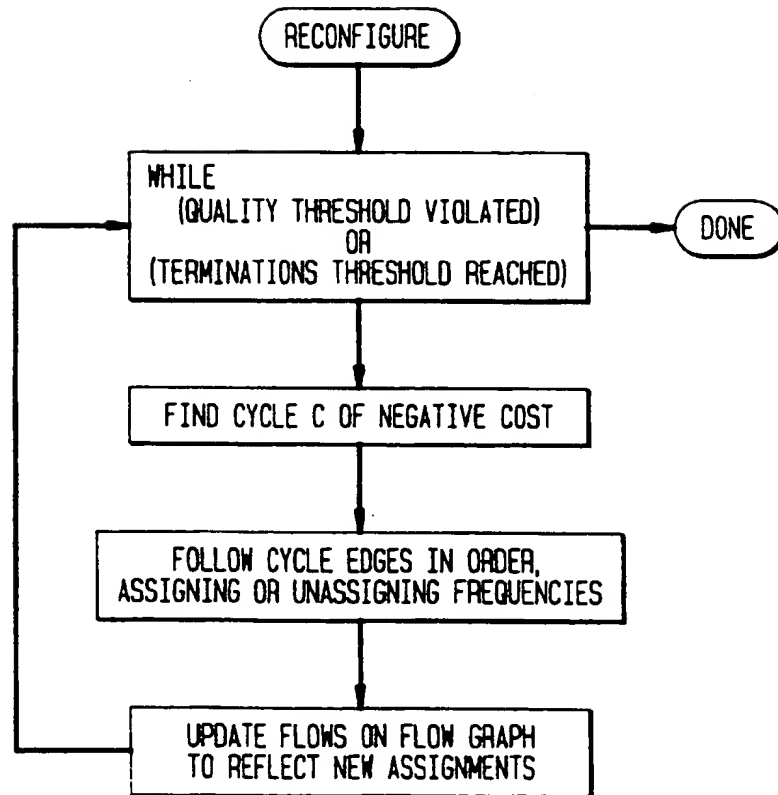 RECONFIGURE
WHILE
(QUALITY THRESHOLD VIOLATED)
OR
(TERMINATIONS THRESHOLD REACHED)
DONE
FIND CYCLE C OF NEGATIVE COST
FOLLOW CYCLE EDGES IN ORDER,
ASSIGNING OR UNASSIGNING FREQUENCIES
UPDATE FLOWS ON FLOW GRAPH
TO REFLECT NEW ASSIGNMENTS